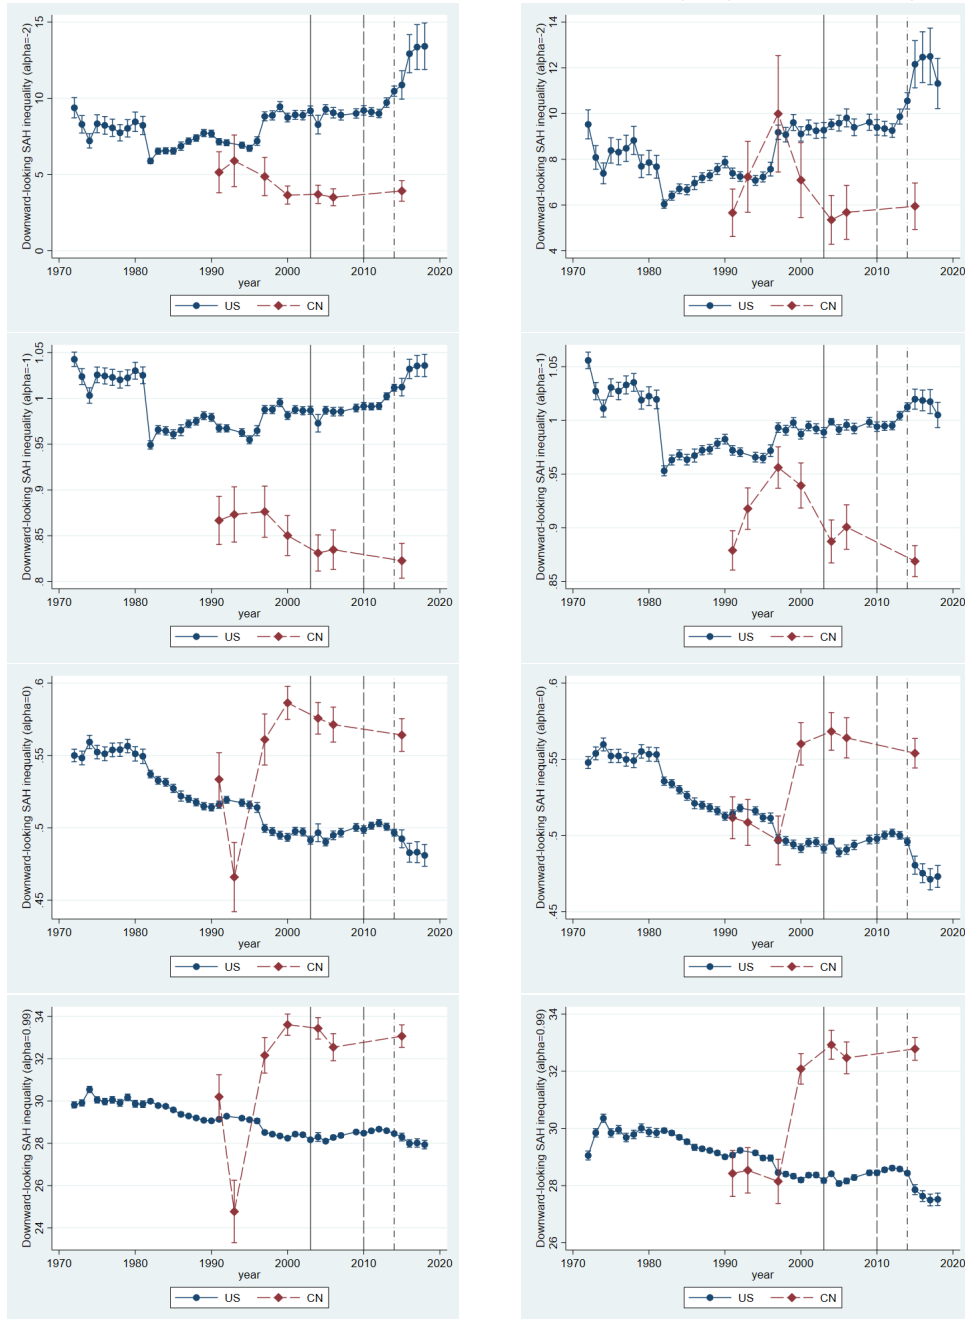 Downward-looking SAH inequality (alpha=-2)
15
10
5
0
1970 1980 1990 2000 2010 2020
year
US CN
Downward-looking SAH inequality (alpha=-2)
14
12
10
8
6
4
1970 1980 1990 2000 2010 2020
year
US CN
Downward-looking SAH inequality (alpha=-1)
1.05
1
.95
.9
.85
.8
1970 1980 1990 2000 2010 2020
year
US CN
Downward-looking SAH inequality (alpha=-1)
1.05
1
.95
.9
.85
1970 1980 1990 2000 2010 2020
year
US CN
Downward-looking SAH inequality (alpha=0)
.6
.55
.5
.45
1970 1980 1990 2000 2010 2020
year
US CN
Downward-looking SAH inequality (alpha=0)
.6
.55
.5
.45
1970 1980 1990 2000 2010 2020
year
US CN
Downward-looking SAH inequality (alpha=0.99)
34
32
30
28
26
24
1970 1980 1990 2000 2010 2020
year
US CN
Downward-looking SAH inequality (alpha=0.99)
34
32
30
28
26
1970 1980 1990 2000 2010 2020
year
US CN